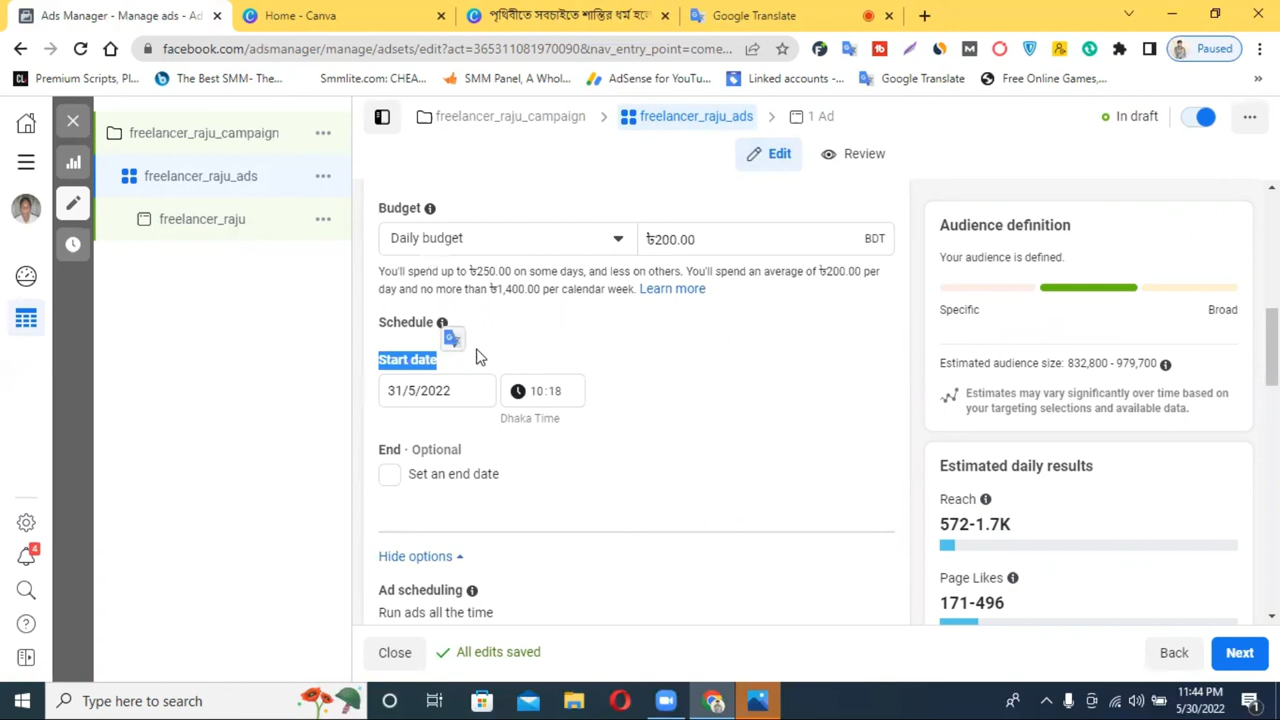 Ads Manager - Manage ads - Ad
Home - Canva
পৃথিবীতে সবচাইতে শান্তির ধর্ম হলে
Google Translate
facebook.com/adsmanager/manage/adsets/edit?act=365311081970090&nav_entry_point=come...
Paused
Premium Scripts, Pl...
The Best SMM- The...
Smmlite.com: CHEA...
SMM Panel, A Whol...
AdSense for YouTu...
Linked accounts -...
Google Translate
Free Online Games,...
freelancer_raju_campaign
freelancer_raju_ads
freelancer_raju
freelancer_raju_campaign
freelancer_raju_ads
1 Ad
In draft
Edit
Review
Budget
Daily budget
৳200.00
BDT
You'll spend up to ৳250.00 on some days, and less on others. You'll spend an average of ৳200.00 per
day and no more than ৳1,400.00 per calendar week. Learn more
Schedule
Start date
31/5/2022
10:18
Dhaka Time
End · Optional
Set an end date
Hide options
Ad scheduling
Run ads all the time
Audience definition
Your audience is defined.
Specific
Broad
Estimated audience size: 832,800 - 979,700
Estimates may vary significantly over time based on
your targeting selections and available data.
Estimated daily results
Reach
572-1.7K
Page Likes
171-496
4
Close
All edits saved
Back
Next
Type here to search
11:44 PM
5/30/2022
1